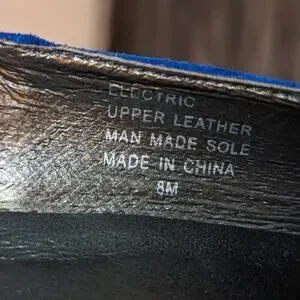 ELECTRIC
UPPER LEATHER
MAN MADE SOLE
MADE IN CHINA
8M